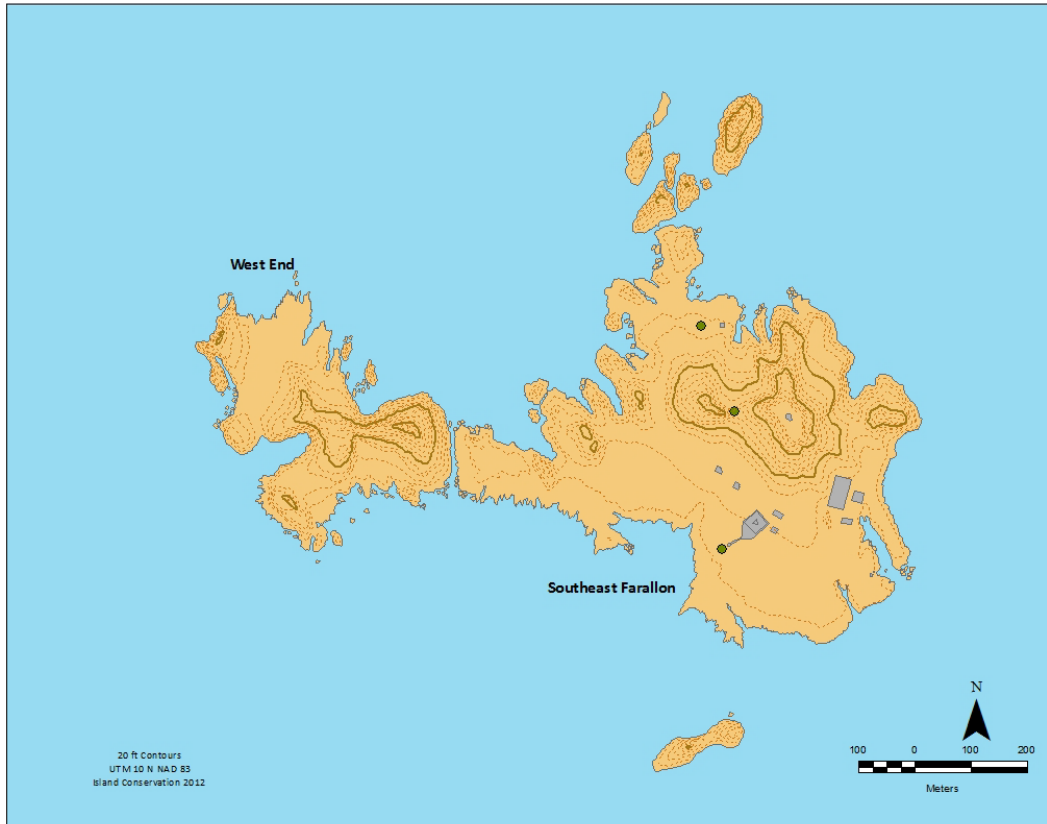 West End
Southeast Farallon
N
100 0 100 200
Meters
20 ft Contours
UTM 10 N NAD 83
Island Conservation 2012